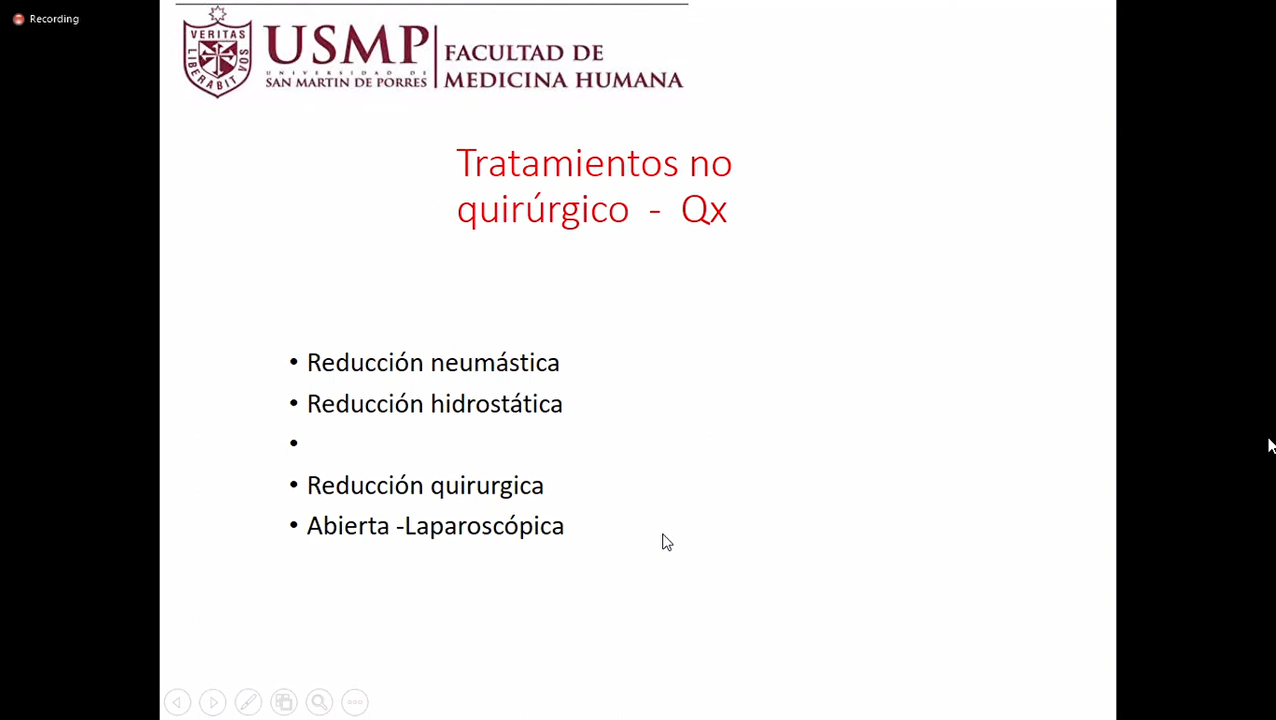 Recording
VERITAS
LIBERABIT VOS
USMP
UNIVERSIDAD DE
SAN MARTIN DE PORRES
FACULTAD DE
MEDICINA HUMANA
Tratamientos no
quirúrgico - Qx
• Reducción neumástica
• Reducción hidrostática
•
• Reducción quirurgica
• Abierta -Laparoscópica